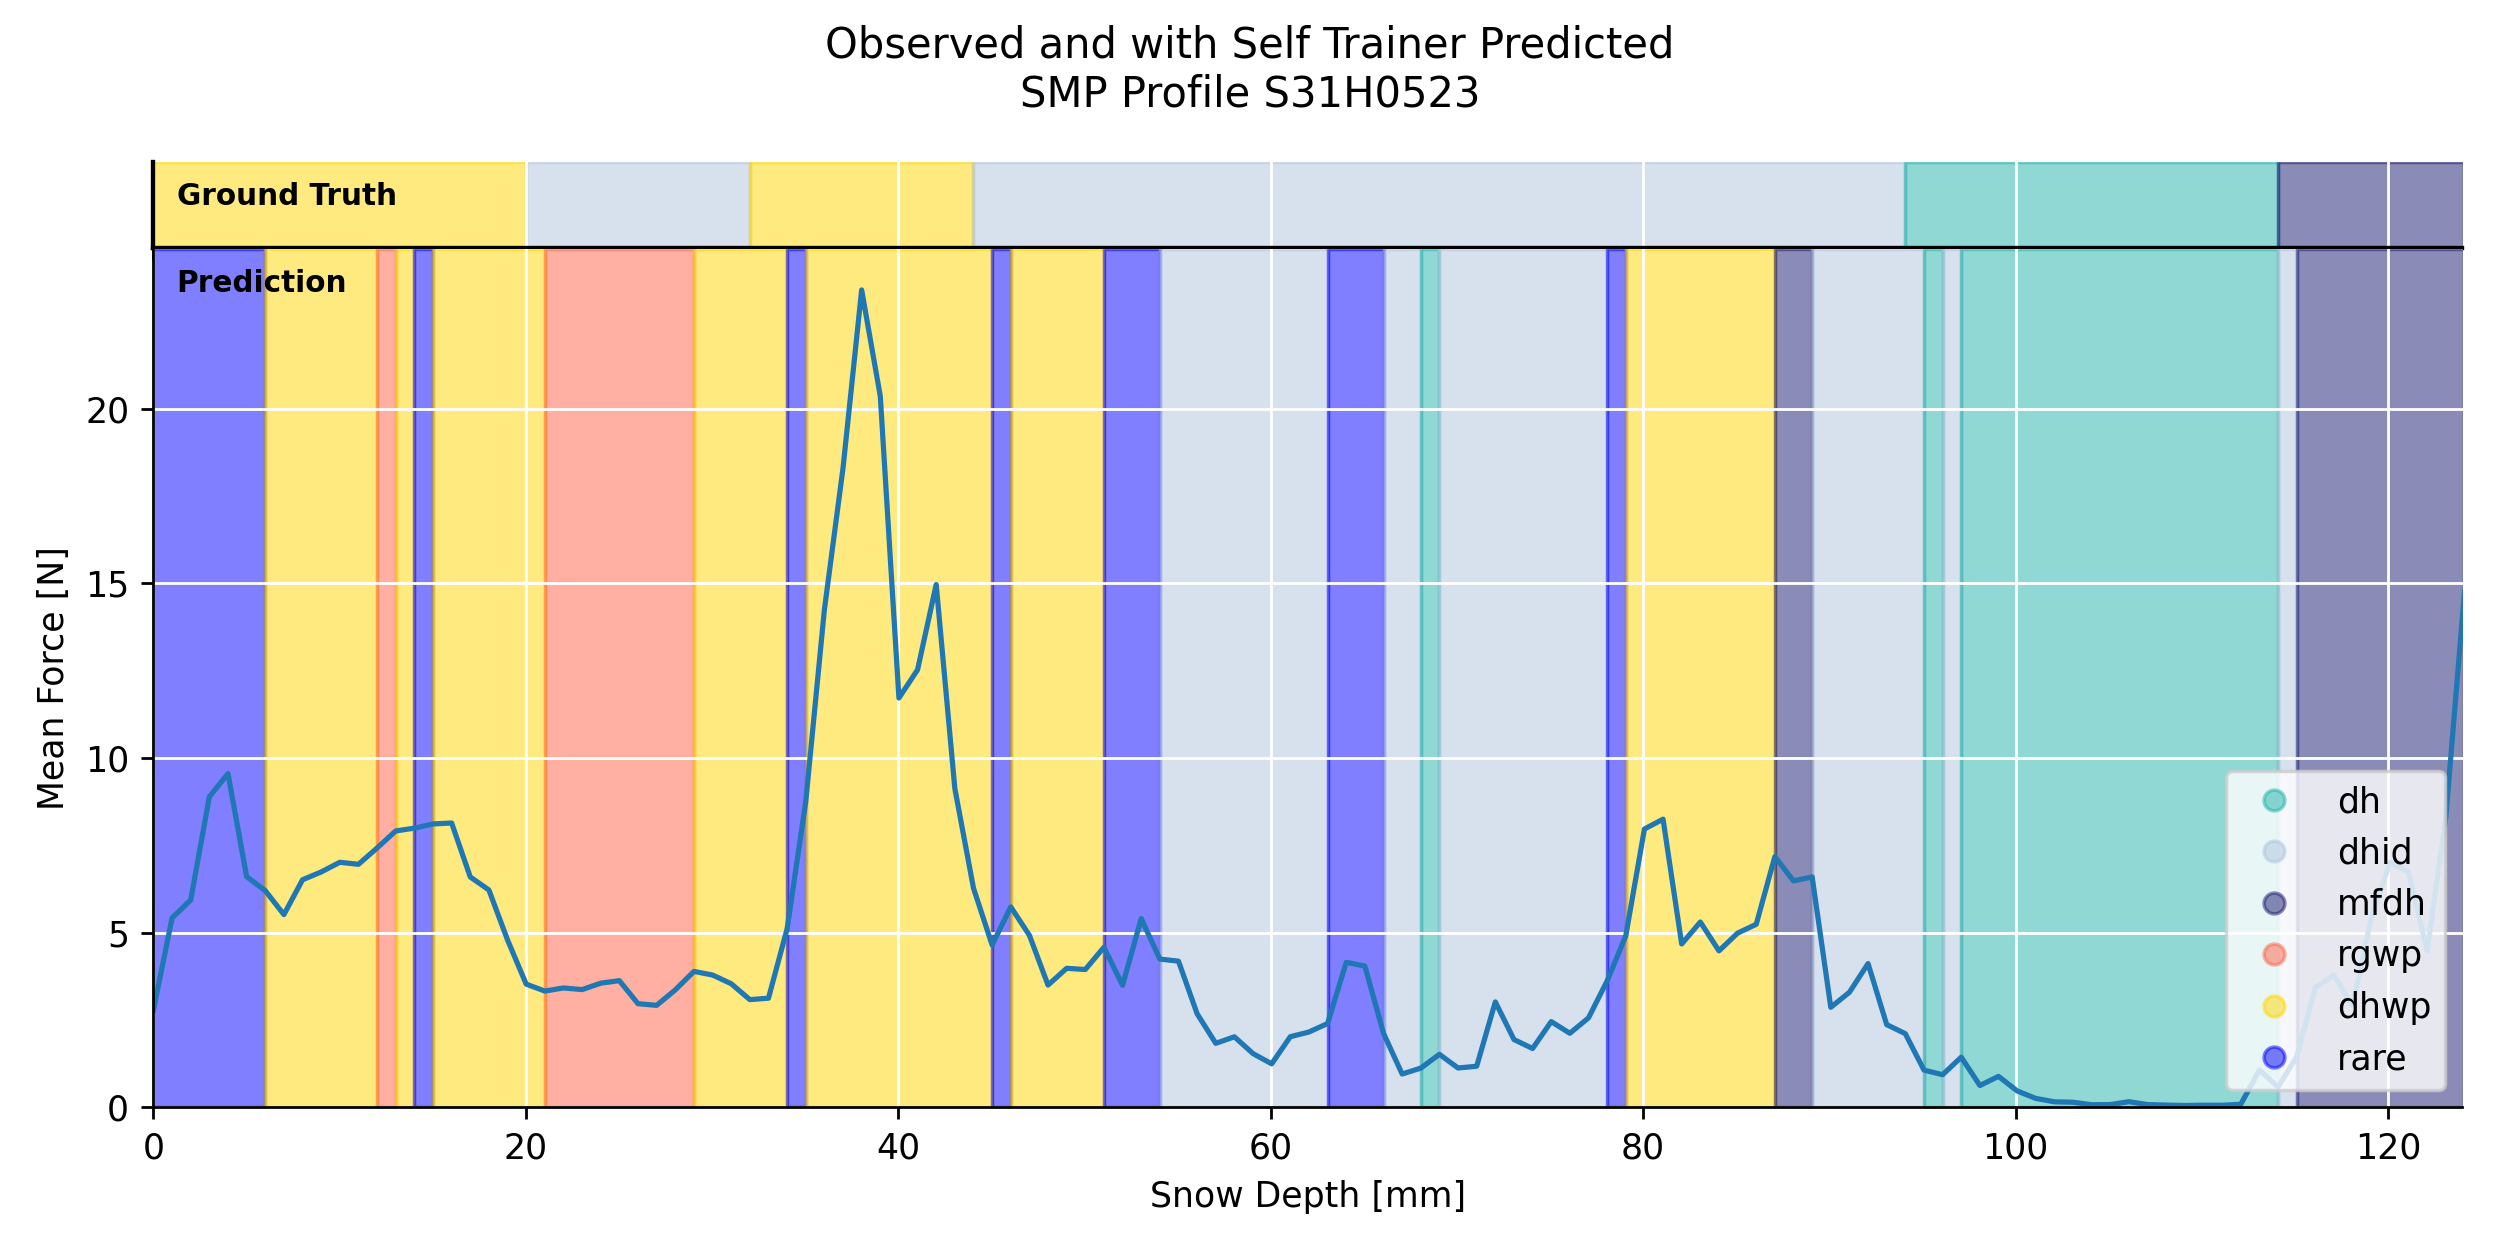 Observed and with Self Trainer Predicted
SMP Profile S31H0523
Ground Truth
Prediction
Mean Force [N]
20
15
10
5
0
dh
dhid
mfdh
rgwp
dhwp
rare
0 20 40 60 80 100 120
Snow Depth [mm]